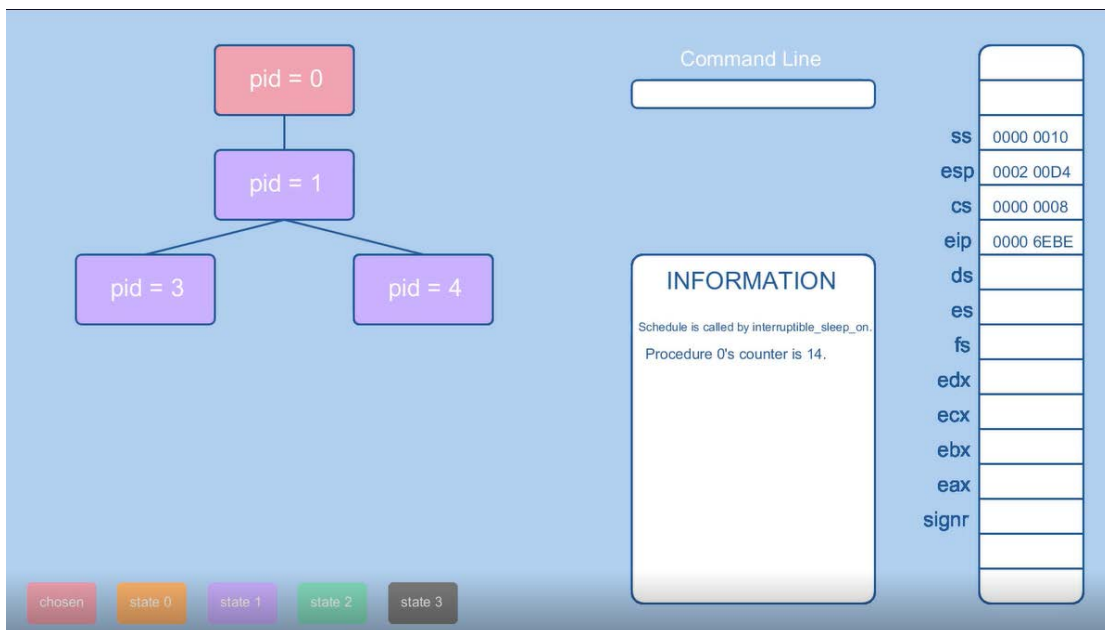 pid = 0
pid = 1
pid = 3
pid = 4
Command Line
INFORMATION
Schedule is called by interruptible_sleep_on.
Procedure 0's counter is 14.
ss 0000 0010
esp 0002 00D4
cs 0000 0008
eip 0000 6EBE
ds
es
fs
edx
ecx
ebx
eax
signr
chosen
state 0
state 1
state 2
state 3